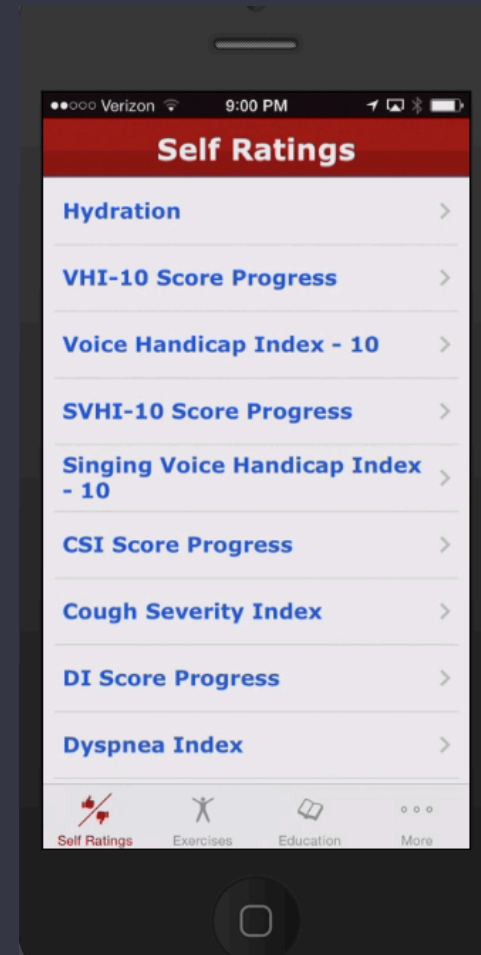 Verizon 9:00 PM
Self Ratings
Hydration
VHI-10 Score Progress
Voice Handicap Index - 10
SVHI-10 Score Progress
Singing Voice Handicap Index
- 10
CSI Score Progress
Cough Severity Index
DI Score Progress
Dyspnea Index
Self Ratings Exercises Education More